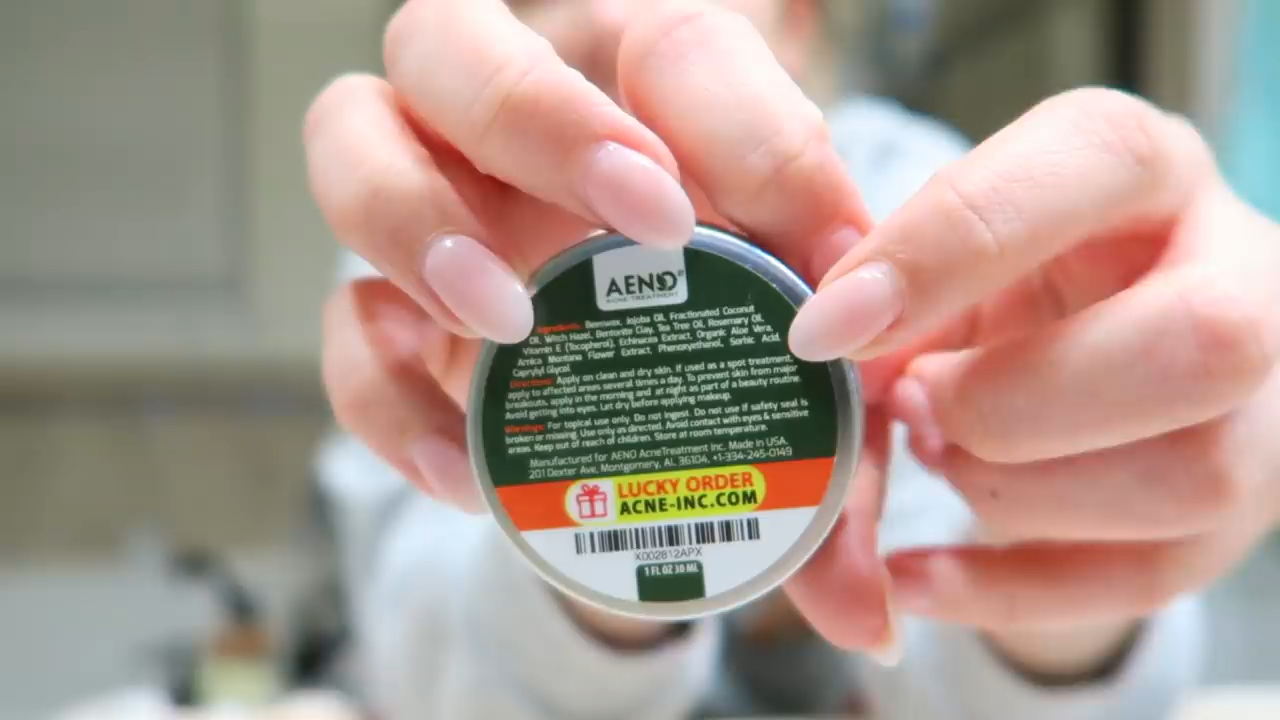 AENO®
ACNE TREATMENT
Ingredients: Beeswax, Jojoba Oil, Fractionated Coconut
Oil, Witch Hazel, Bentonite Clay, Tea Tree Oil, Rosemary Oil,
Vitamin E (Tocopherol), Echinacea Extract, Organic Aloe Vera,
Arnica Montana Flower Extract, Phenoxyethanol, Sorbic Acid,
Caprylyl Glycol
Directions: Apply on clean and dry skin. If used as a spot treatment,
apply to affected areas several times a day. To prevent skin from major
breakouts, apply in the morning and at night as part of a beauty routine.
Avoid getting into eyes. Let dry before applying makeup.
Warnings: For topical use only. Do not ingest. Do not use if safety seal is
broken or missing. Use only as directed. Avoid contact with eyes & sensitive
areas. Keep out of reach of children. Store at room temperature.
Manufactured for AENO AcneTreatment Inc. Made in USA.
201 Dexter Ave, Montgomery, AL 36104, +1-334-245-0149
LUCKY ORDER
ACNE-INC.COM
X002812APX
1 FL OZ 30 ML